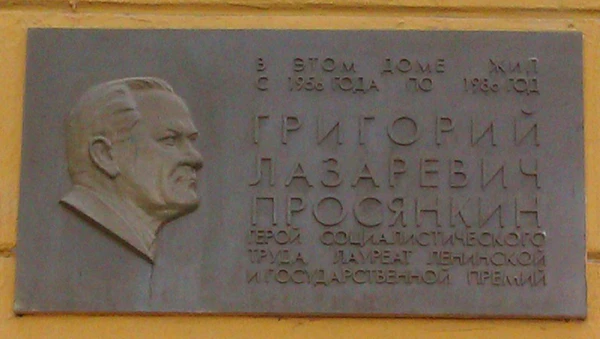 В ЭТОМ ДОМЕ ЖИЛ
С 1956 ГОДА ПО 1986 ГОД
ГРИГОРИЙ
ЛАЗАРЕВИЧ
ПРОСЯНКИН
ГЕРОЙ СОЦИАЛИСТИЧЕСКОГО
ТРУДА ЛАУРЕАТ ЛЕНИНСКОЙ
И ГОСУДАРСТВЕННОЙ ПРЕМИЙ